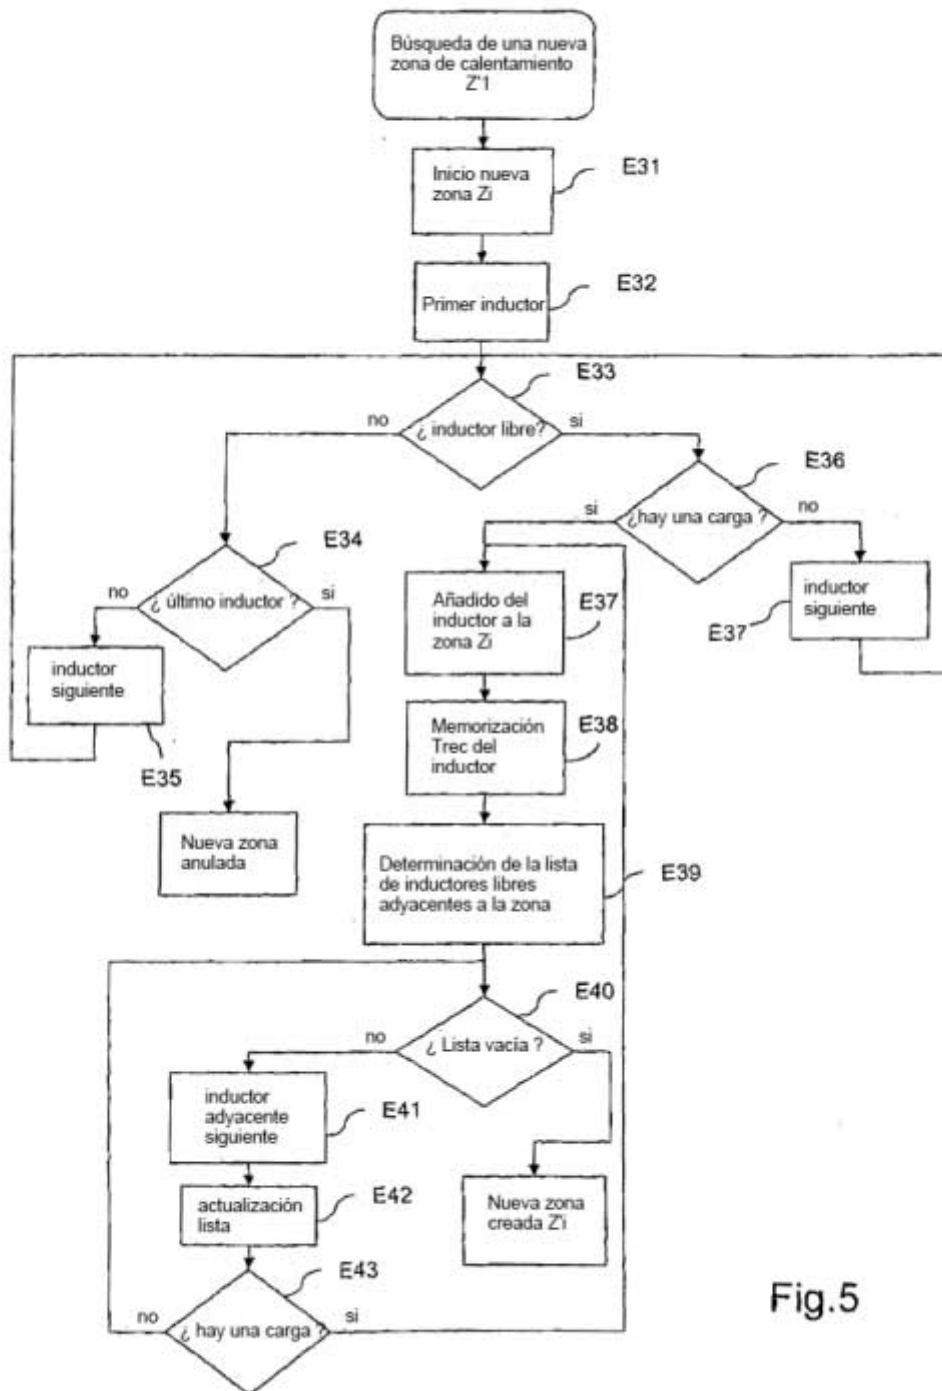 Búsqueda de una nueva
zona de calentamiento
Z'1
Inicio nueva
zona Zi
E31
Primer inductor
E32
E33
¿ inductor libre?
no
si
E36
¿hay una carga ?
si
no
E34
¿ último inductor ?
no
si
Añadido del
inductor a la
zona Zi
E37
inductor
siguiente
E37
inductor
siguiente
E35
Memorización
Trec del
inductor
E38
Nueva zona
anulada
Determinación de la lista
de inductores libres
adyacentes a la zona
E39
E40
¿ Lista vacía ?
no
si
inductor
adyacente
siguiente
E41
actualización
lista
E42
Nueva zona
creada Z'i
E43
¿ hay una carga ?
no
si
Fig.5